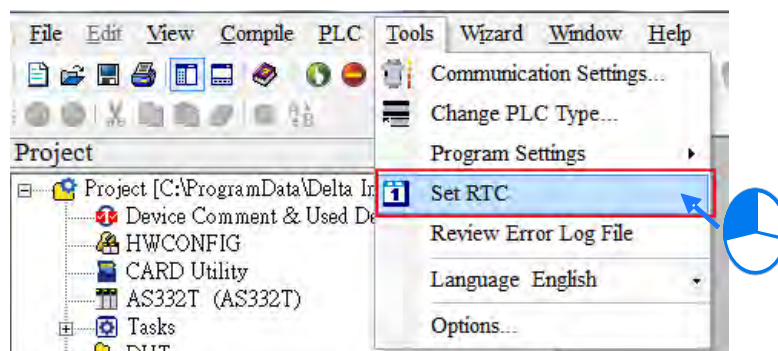 File Edit View Compile PLC Tools Wizard Window Help
Communication Settings...
Change PLC Type...
Program Settings
Set RTC
Review Error Log File
Language English
Options...
Project
Project [C:\ProgramData\Delta In
Device Comment & Used De
HWCONFIG
CARD Utility
AS332T (AS332T)
Tasks